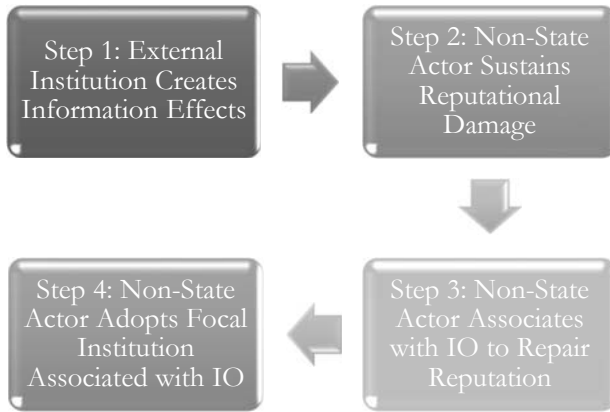 Step 1: External
Institution Creates
Information Effects
Step 2: Non-State
Actor Sustains
Reputational
Damage
Step 3: Non-State
Actor Associates
with IO to Repair
Reputation
Step 4: Non-State
Actor Adopts Focal
Institution
Associated with IO